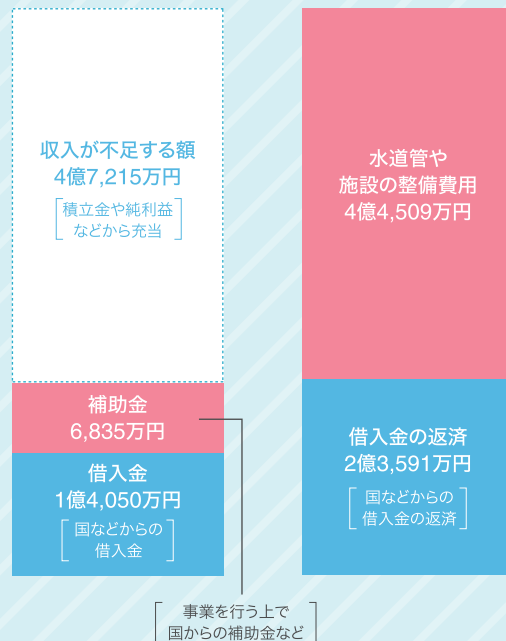 収入が不足する額
4億7,215万円
積立金や純利益
などから充当
補助金
6,835万円
借入金
1億4,050万円
国などからの
借入金
水道管や
施設の整備費用
4億4,509万円
借入金の返済
2億3,591万円
国などからの
借入金の返済
事業を行う上で
国からの補助金など